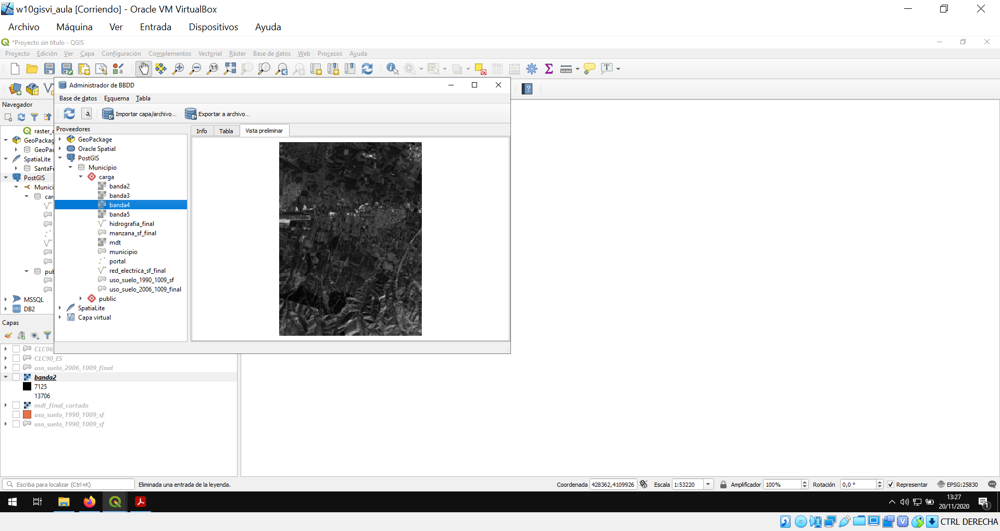 w10gisvi_aula [Corriendo] - Oracle VM VirtualBox
Archivo Máquina Ver Entrada Dispositivos Ayuda
*Proyecto sin título - QGIS
Proyecto Edición Ver Capa Configuración Complementos Vectorial Ráster Base de datos Web Procesos Ayuda
Administrador de BBDD
Base de datos Esquema Tabla
Importar capa/archivo... Exportar a archivo...
Proveedores
Info Tabla Vista preliminar
GeoPackage
Oracle Spatial
PostGIS
Municipio
carga
banda2
banda3
banda4
banda5
hidrografia_final
manzana_sf_final
mdt
municipio
portal
red_electrica_sf_final
uso_suelo_1990_1009_sf
uso_suelo_2006_1009_final
public
SpatiaLite
Capa virtual
Navegador
raster_
GeoPackag
GeoPac
SpatiaLite
SantaFe
PostGIS
Munici
car
pub
MSSQL
DB2
Capas
CLC06_
CLC90_ES
uso_suelo_2006_1009_final
banda2
7125
13706
mdt_final_cortado
uso_suelo_1990_1009_sf
uso_suelo_1990_1009_sf
Escriba para localizar (Ctrl+K) Eliminada una entrada de la leyenda. Coordenada 428362,4109926 Escala 1:53220 Amplificador 100% Rotación 0,0 ° Representar EPSG:25830
13:27
20/11/2020
1
CTRL DERECHA